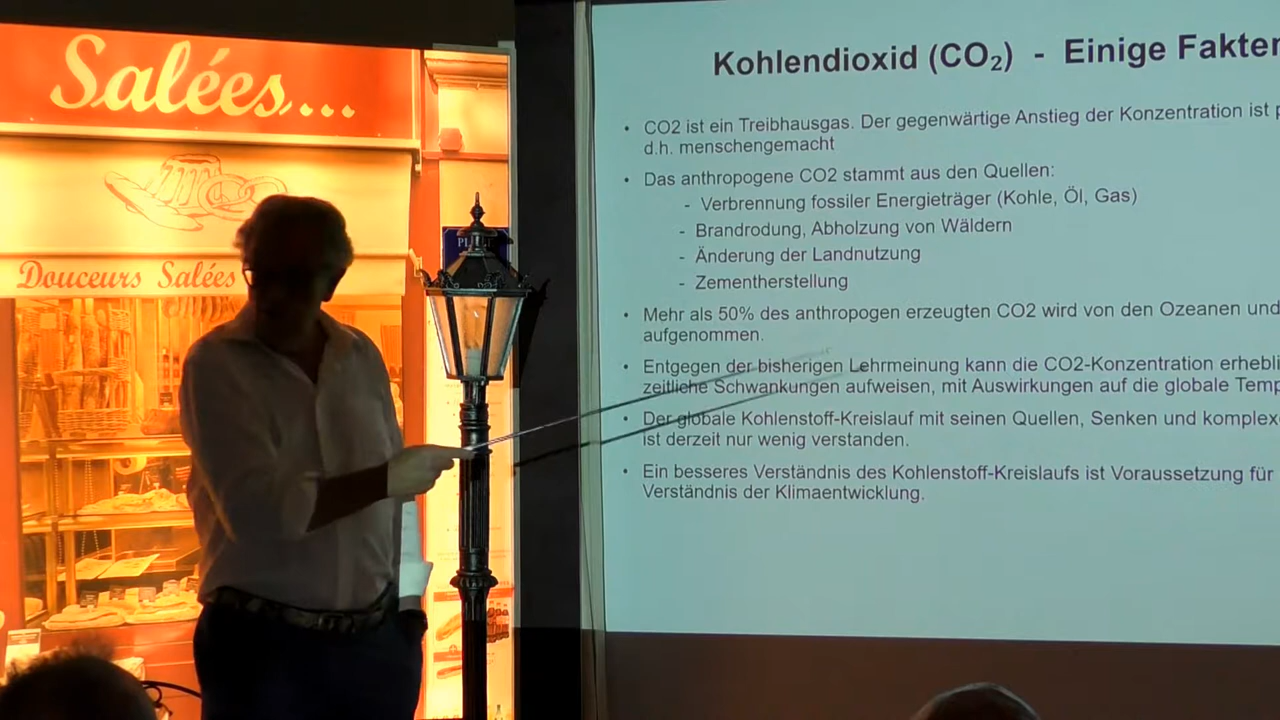 Salées...
Douceurs Salées
Kohlendioxid (CO₂) - Einige Fakten
• CO2 ist ein Treibhausgas. Der gegenwärtige Anstieg der Konzentration ist
d.h. menschengemacht
• Das anthropogene CO2 stammt aus den Quellen:
- Verbrennung fossiler Energieträger (Kohle, Öl, Gas)
- Brandrodung, Abholzung von Wäldern
- Änderung der Landnutzung
- Zementherstellung
• Mehr als 50% des anthropogen erzeugten CO2 wird von den Ozeanen und
aufgenommen.
• Entgegen der bisherigen Lehrmeinung kann die CO2-Konzentration erhebli
zeitliche Schwankungen aufweisen, mit Auswirkungen auf die globale Temp
• Der globale Kohlenstoff-Kreislauf mit seinen Quellen, Senken und komplex
ist derzeit nur wenig verstanden.
• Ein besseres Verständnis des Kohlenstoff-Kreislaufs ist Voraussetzung für
Verständnis der Klimaentwicklung.